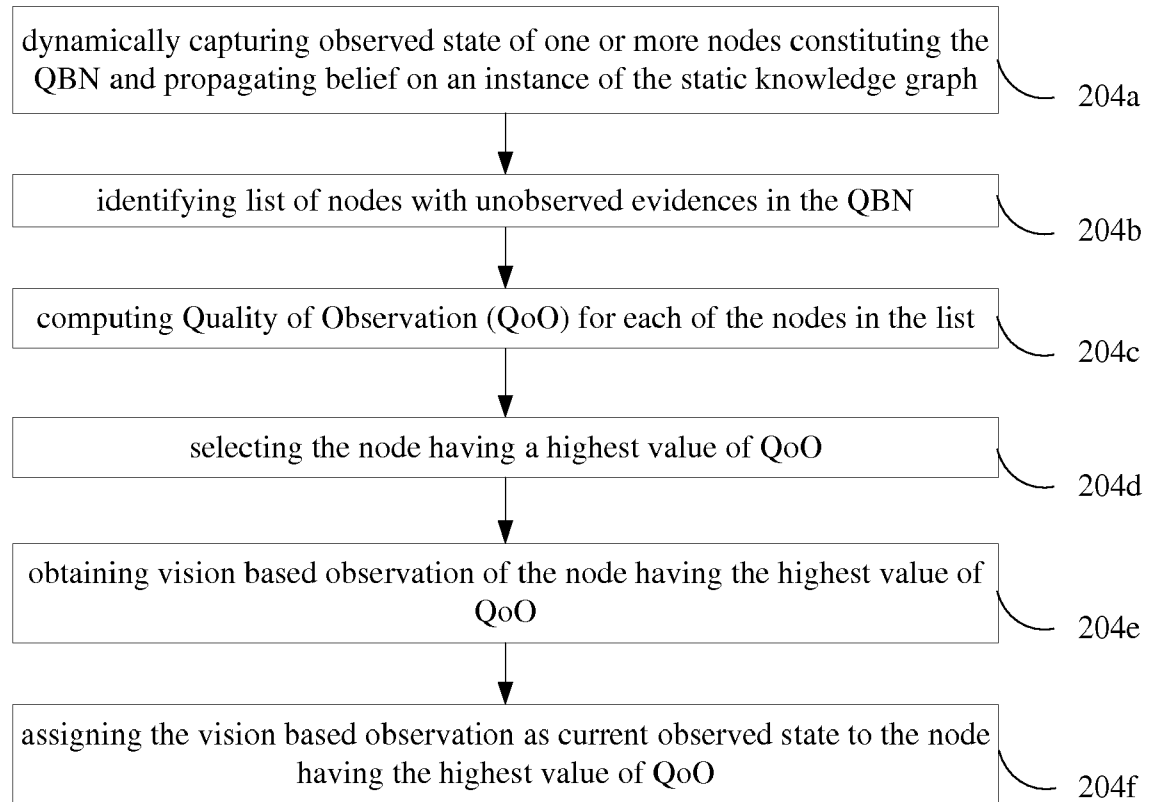 dynamically capturing observed state of one or more nodes constituting the
QBN and propagating belief on an instance of the static knowledge graph
204a
identifying list of nodes with unobserved evidences in the QBN
204b
computing Quality of Observation (QoO) for each of the nodes in the list
204c
selecting the node having a highest value of QoO
204d
obtaining vision based observation of the node having the highest value of
QoO
204e
assigning the vision based observation as current observed state to the node
having the highest value of QoO
204f